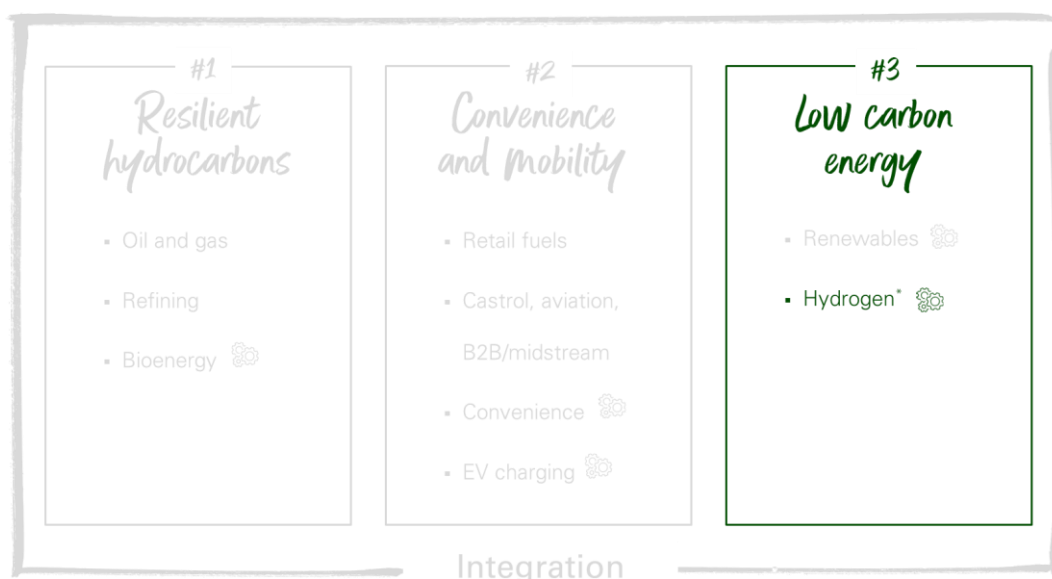 #1
Resilient
hydrocarbons
▪ Oil and gas
▪ Refining
▪ Bioenergy
#2
Convenience
and mobility
▪ Retail fuels
▪ Castrol, aviation,
B2B/midstream
▪ Convenience
▪ EV charging
#3
Low carbon
energy
▪ Renewables
▪ Hydrogen*
Integration